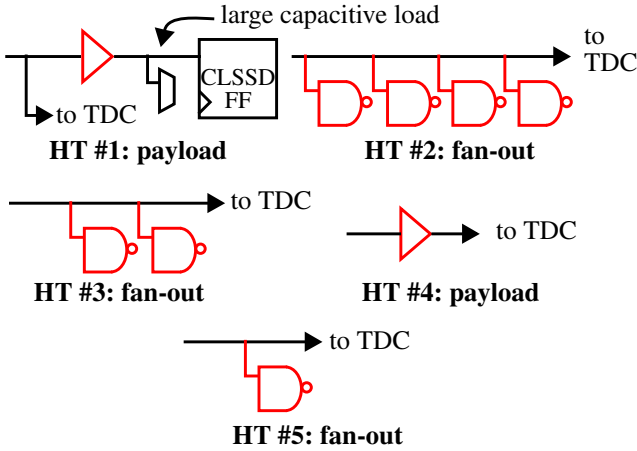 large capacitive load
to TDC
CLSSD
FF
HT #1: payload
to
TDC
HT #2: fan-out
to TDC
HT #3: fan-out
to TDC
HT #4: payload
to TDC
HT #5: fan-out